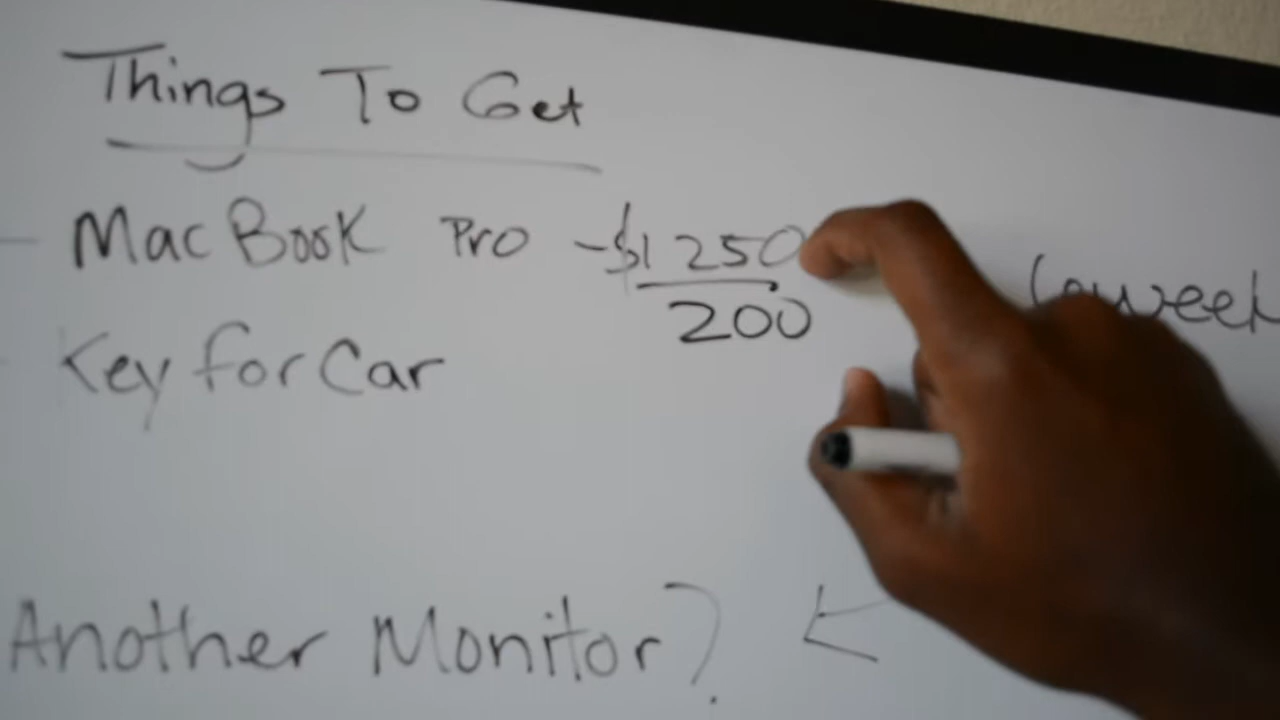 Things To Get
MacBook Pro - $1250
200
Key for Car
Another Monitor?